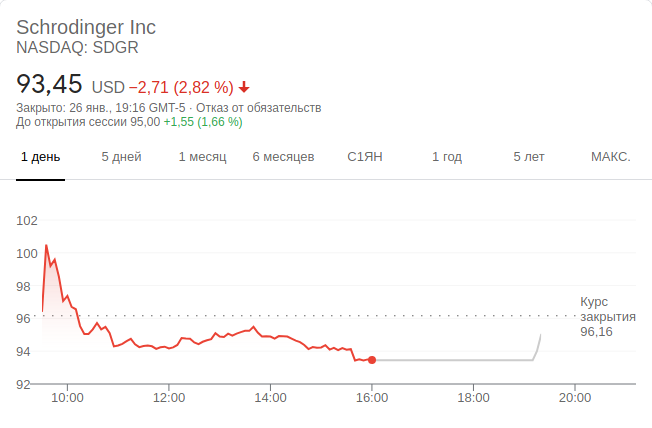 Schrodinger Inc
NASDAQ: SDGR
93,45 USD −2,71 (2,82 %)
Закрыто: 26 янв., 19:16 GMT-5 · Отказ от обязательств
До открытия сессии 95,00 +1,55 (1,66 %)
1 день 5 дней 1 месяц 6 месяцев С1ЯН 1 год 5 лет МАКС.
102
100
98
Курс
96
закрытия
96,16
94
92
10:00 12:00 14:00 16:00 18:00 20:00